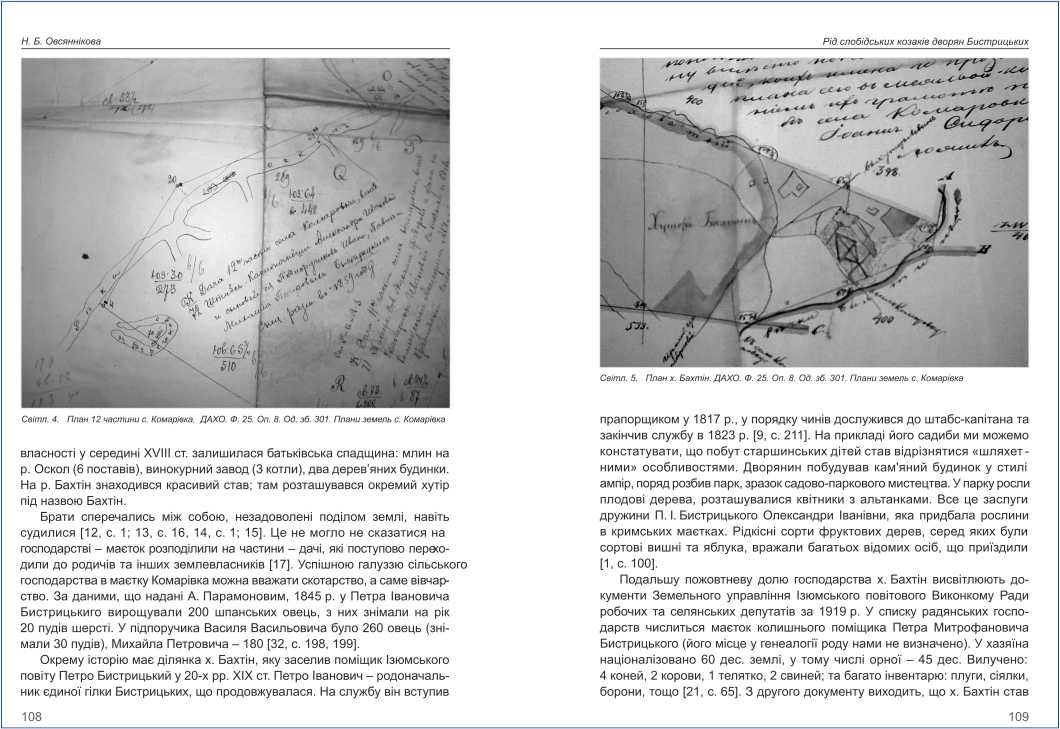 Н. Б. Овсяннікова
Світл. 4. План 12 частини с. Комарівка. ДАХО. Ф. 25. Оп. 8. Од. зб. 301. Плани земель с. Комарівка
власності у середині XVIII ст. залишилася батьківська спадщина: млин на
р. Оскол (6 поставів), винокурний завод (3 котли), два дерев’яних будинки.
На р. Бахтін знаходився красивий став; там розташувався окремий хутір
під назвою Бахтін.
Брати сперечались між собою, незадоволені поділом землі, навіть
судилися [12, с. 1; 13, с. 16, 14, с. 1; 15]. Це не могло не сказатися на
господарстві – маєток розподілили на частини – дачі, які поступово перехо-
дили до родичів та інших землевласників [17]. Успішною галуззю сільського
господарства в маєтку Комарівка можна вважати скотарство, а саме вівчар-
ство. За даними, що надані А. Парамоновим, 1845 р. у Петра Івановича
Бистрицького вирощували 200 шпанських овець, з них знімали на рік
20 пудів шерсті. У підпоручика Василя Васильовича було 260 овець (зні-
мали 30 пудів), Михайла Петровича – 180 [32, с. 198, 199].
Окрему історію має ділянка х. Бахтін, яку заселив поміщик Ізюмського
повіту Петро Бистрицький у 20-х рр. XIX ст. Петро Іванович – родоначаль-
ник єдиної гілки Бистрицьких, що продовжувалася. На службу він вступив
108
Рід слобідських козаків дворян Бистрицьких
398.
400
Світл. 5. План х. Бахтін. ДАХО. Ф. 25. Оп. 8. Од. зб. 301. Плани земель с. Комарівка
прапорщиком у 1817 р., у порядку чинів дослужився до штабс-капітана та
закінчив службу в 1823 р. [9, с. 211]. На прикладі його садиби ми можемо
констатувати, що побут старшинських дітей став відрізнятися «шляхет-
ними» особливостями. Дворянин побудував кам'яний будинок у стилі
ампір, поряд розбив парк, зразок садово-паркового мистецтва. У парку росли
плодові дерева, розташувалися квітники з альтанками. Все це заслуги
дружини П. І. Бистрицького Олександри Іванівни, яка придбала рослини
в кримських маєтках. Рідкісні сорти фруктових дерев, серед яких були
сортові вишні та яблука, вражали багатьох відомих осіб, що приїздили
[1, с. 100].
Подальшу пожовтневу долю господарства х. Бахтін висвітлюють до-
кументи Земельного управління Ізюмського повітового Виконкому Ради
робочих та селянських депутатів за 1919 р. У списку радянських госпо-
дарств числиться маєток колишнього поміщика Петра Митрофановича
Бистрицького (його місце у генеалогії роду нами не визначено). У хазяїна
націоналізовано 60 дес. землі, у тому числі орної – 45 дес. Вилучено:
4 коней, 2 корови, 1 телятко, 2 свиней; та багато інвентарю: плуги, сіялки,
борони, тощо [21, с. 65]. З другого документу виходить, що х. Бахтін став
109